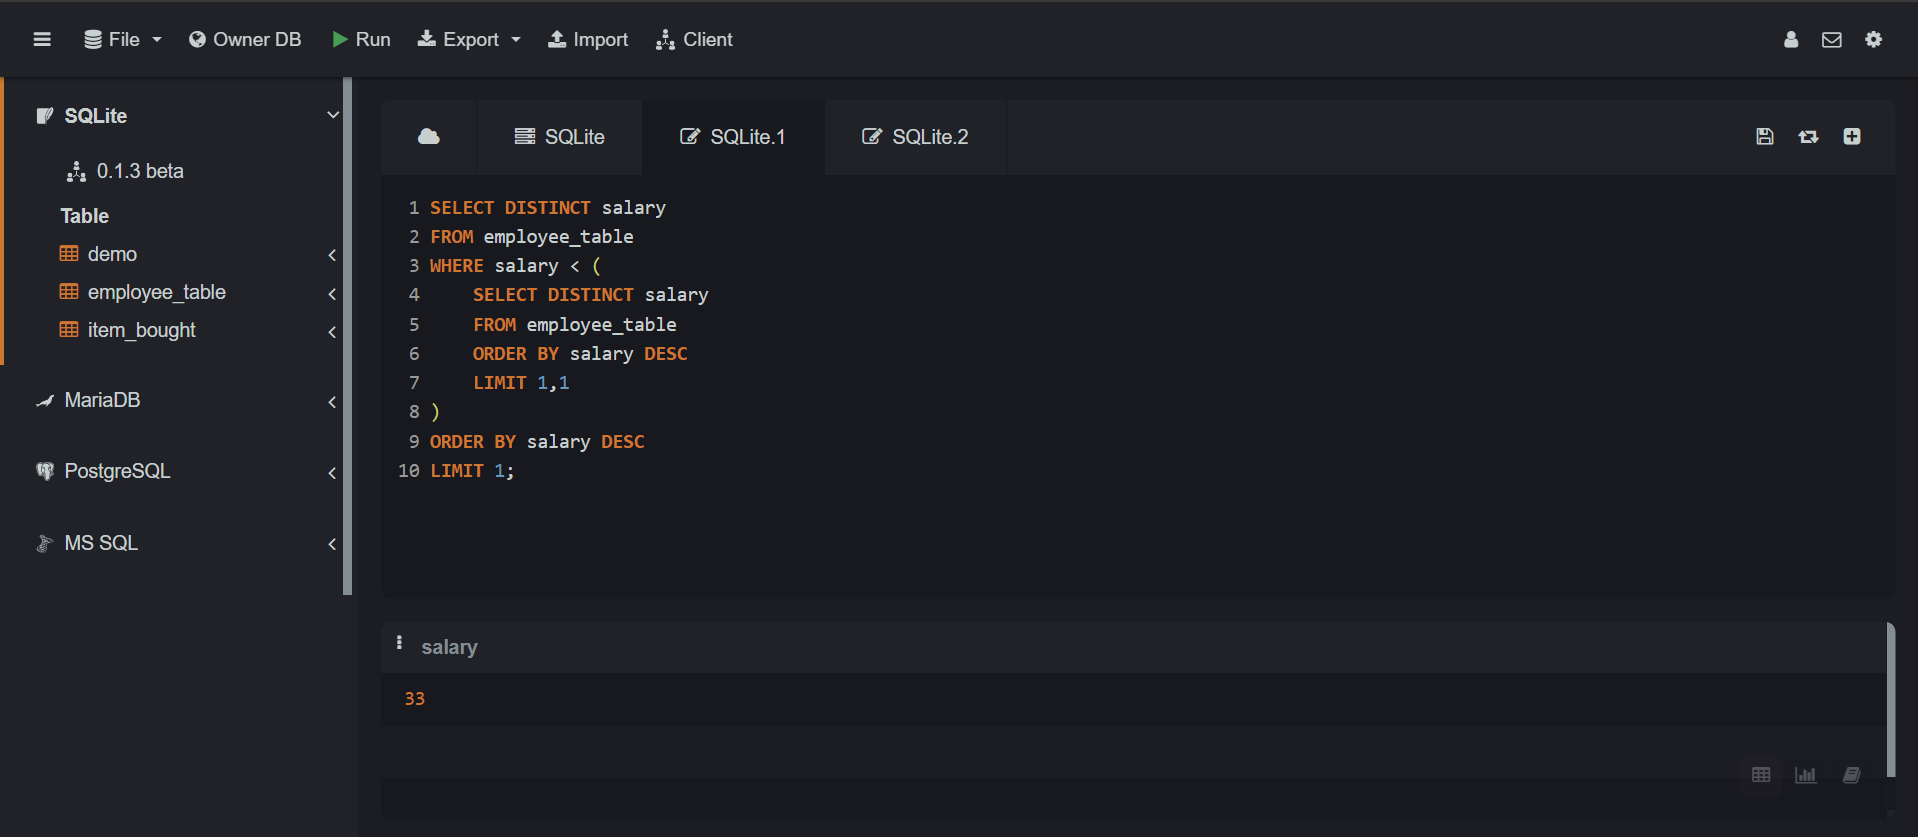 File Owner DB Run Export Import Client
SQLite
0.1.3 beta
Table
demo
employee_table
item_bought
MariaDB
PostgreSQL
MS SQL
SQLite SQLite.1 SQLite.2
1 SELECT DISTINCT salary
2 FROM employee_table
3 WHERE salary < (
4     SELECT DISTINCT salary
5     FROM employee_table
6     ORDER BY salary DESC
7     LIMIT 1,1
8 )
9 ORDER BY salary DESC
10 LIMIT 1;
salary
33